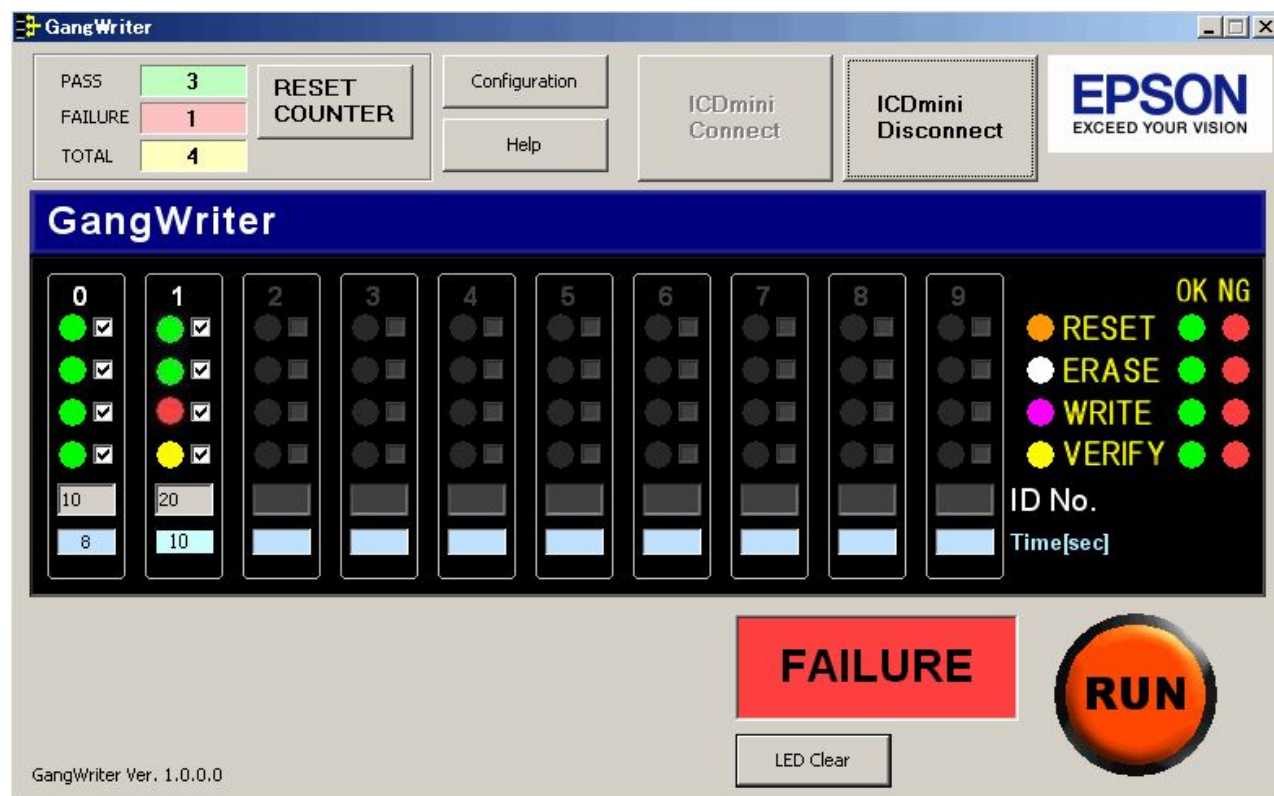 GangWriter
PASS 3
FAILURE 1
TOTAL 4
RESET
COUNTER
Configuration
Help
ICDmini
Connect
ICDmini
Disconnect
EPSON
EXCEED YOUR VISION
GangWriter
0 1 2 3 4 5 6 7 8 9 OK NG
RESET
ERASE
WRITE
VERIFY
10 20 ID No.
8 10 Time[sec]
FAILURE
RUN
LED Clear
GangWriter Ver. 1.0.0.0